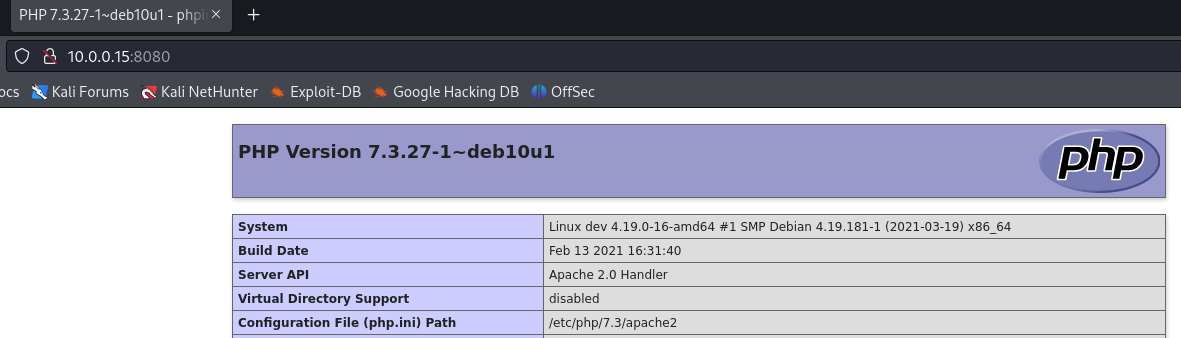 PHP 7.3.27-1~deb10u1 - phpi
10.0.0.15:8080
ocs Kali Forums Kali NetHunter Exploit-DB Google Hacking DB OffSec
PHP Version 7.3.27-1~deb10u1
php
System Linux dev 4.19.0-16-amd64 #1 SMP Debian 4.19.181-1 (2021-03-19) x86_64
Build Date Feb 13 2021 16:31:40
Server API Apache 2.0 Handler
Virtual Directory Support disabled
Configuration File (php.ini) Path /etc/php/7.3/apache2